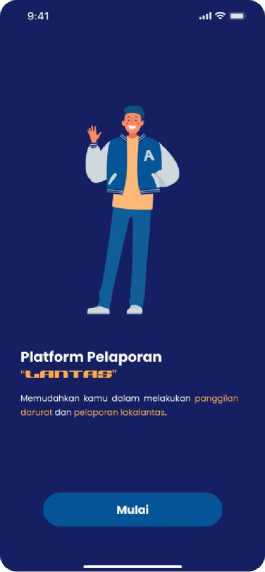 9:41
A
Platform Pelaporan
"LANTAS"
Memudahkan kamu dalam melakukan panggilan
darurat dan pelaporan lakalantas.
Mulai